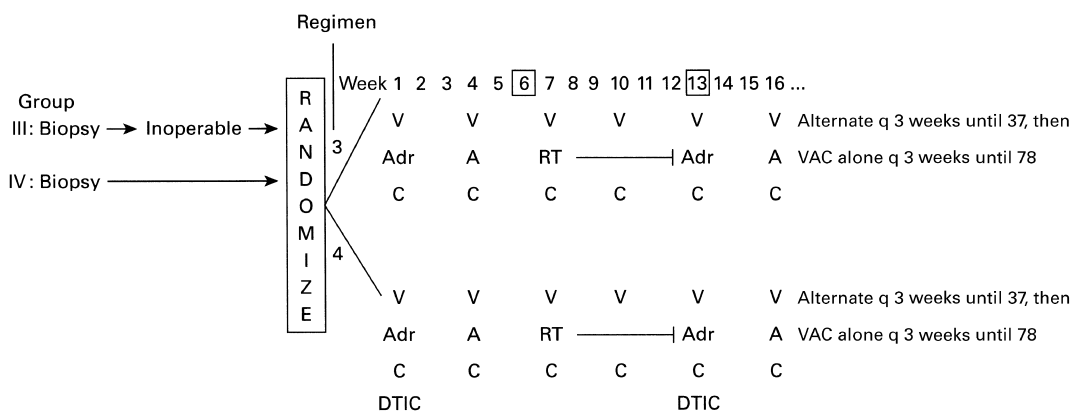 Regimen
Week 1 2 3 4 5 6 7 8 9 10 11 12 13 14 15 16 ...
Group
III: Biopsy Inoperable
IV: Biopsy
RANDOMIZE
3
V V V V V V Alternate q 3 weeks until 37, then
Adr A RT Adr A VAC alone q 3 weeks until 78
C C C C C C
4
V V V V V V Alternate q 3 weeks until 37, then
Adr A RT Adr A VAC alone q 3 weeks until 78
C C C C C C
DTIC DTIC